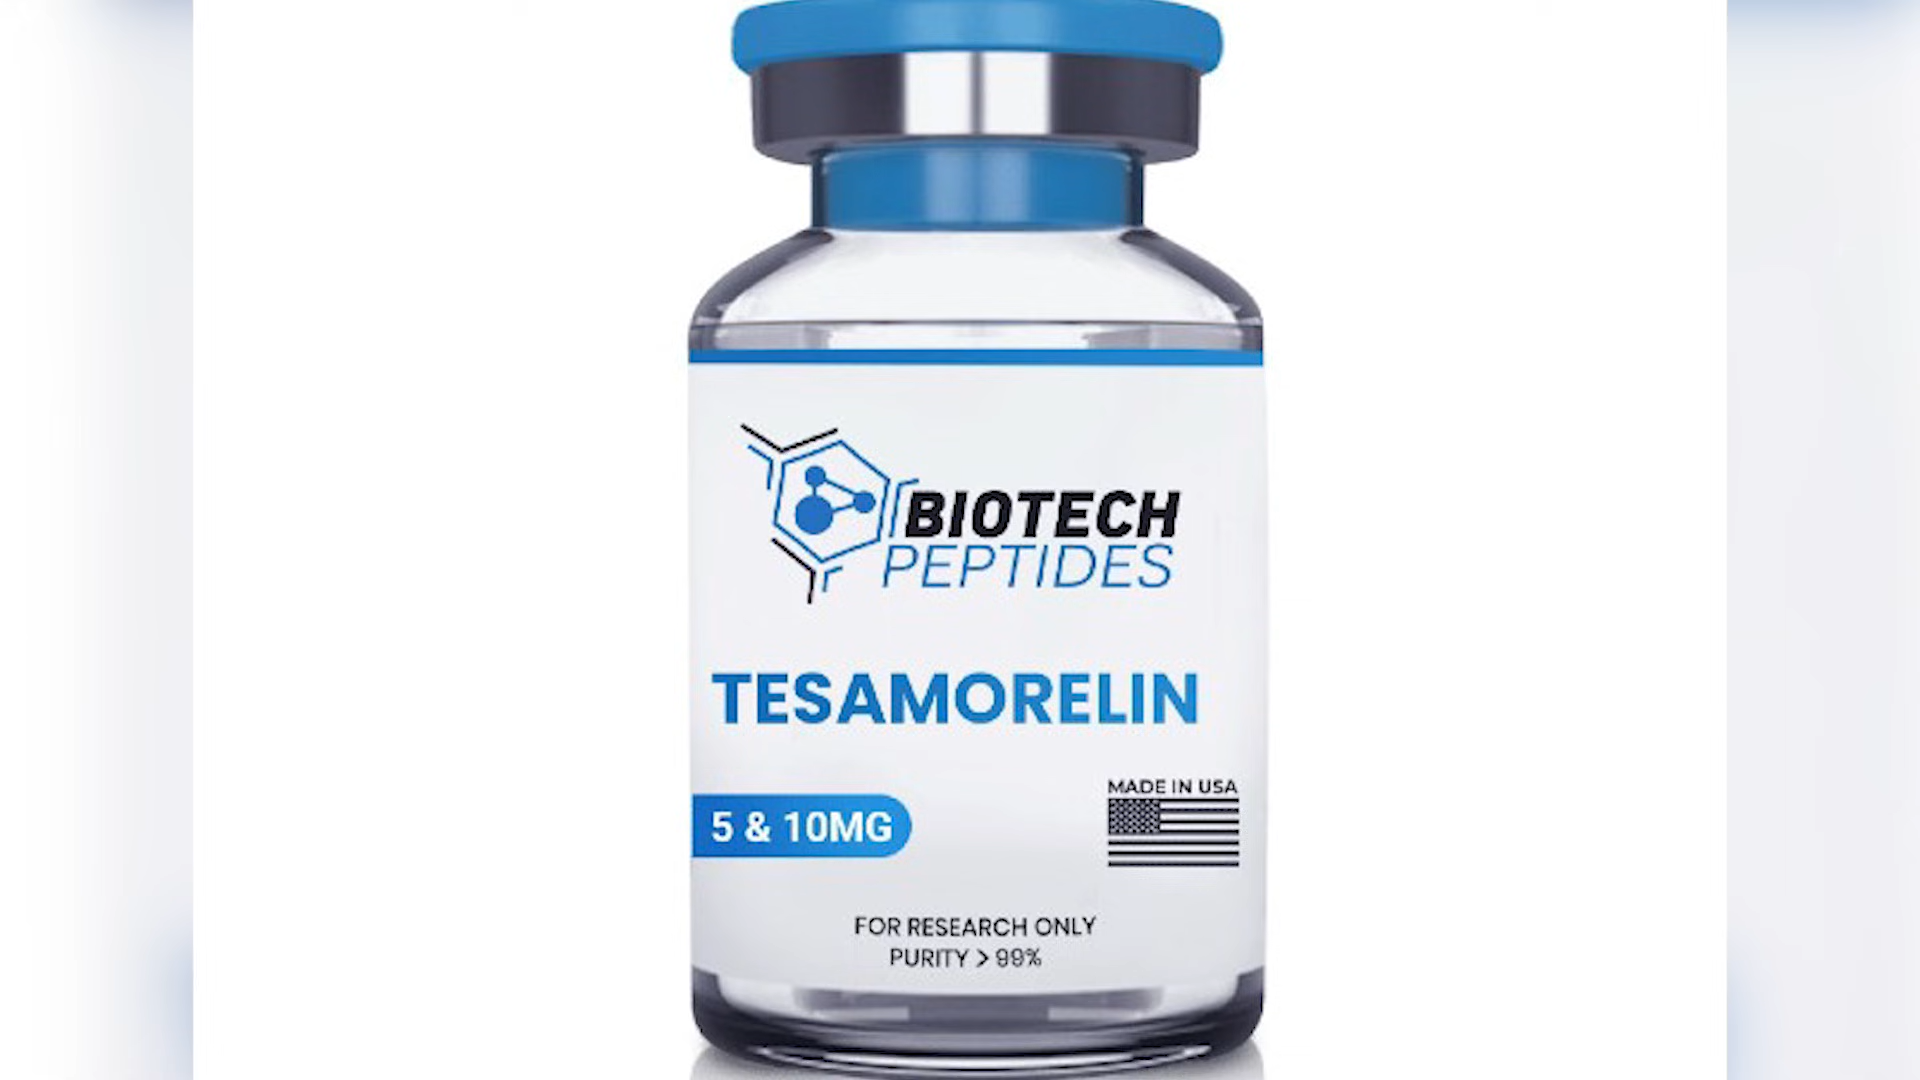 BIOTECH
PEPTIDES
TESAMORELIN
MADE IN USA
5 & 10MG
FOR RESEARCH ONLY
PURITY > 99%